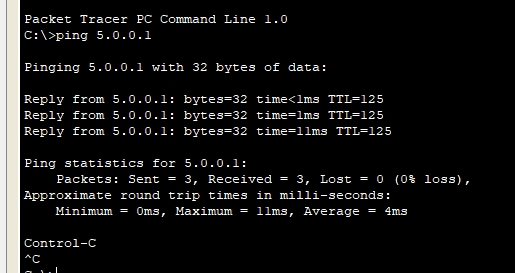 Packet Tracer PC Command Line 1.0
C:\>ping 5.0.0.1
Pinging 5.0.0.1 with 32 bytes of data:
Reply from 5.0.0.1: bytes=32 time<1ms TTL=125
Reply from 5.0.0.1: bytes=32 time=1ms TTL=125
Reply from 5.0.0.1: bytes=32 time=11ms TTL=125
Ping statistics for 5.0.0.1:
Packets: Sent = 3, Received = 3, Lost = 0 (0% loss),
Approximate round trip times in milli-seconds:
Minimum = 0ms, Maximum = 11ms, Average = 4ms
Control-C
^C